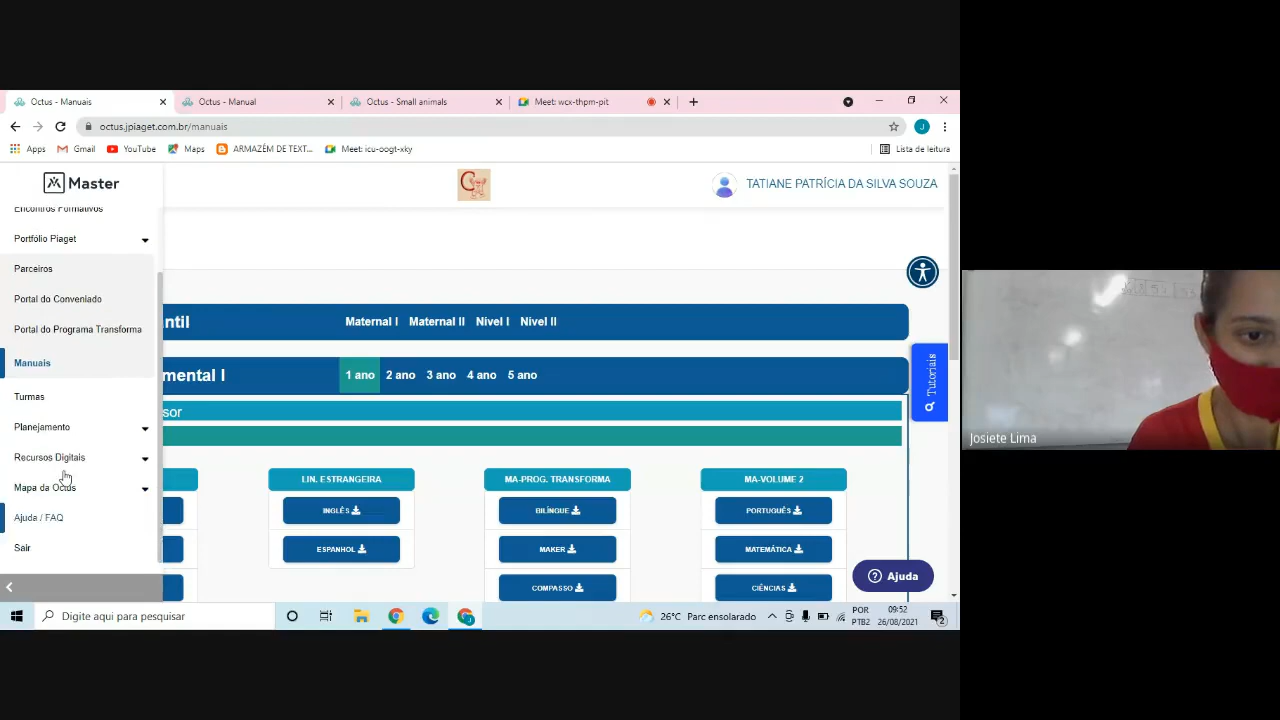 Octus - Manuais
Octus - Manual
Octus - Small animals
Meet: wcx-thpm-pit
octus.jpiaget.com.br/manuais
J
Apps
Gmail
YouTube
Maps
ARMAZÉM DE TEXT...
Meet: icu-oogt-xky
Lista de leitura
Master
TATIANE PATRÍCIA DA SILVA SOUZA
Encontros Formativos
Portfólio Piaget
Parceiros
Portal do Conveniado
Portal do Programa Transforma
Manuais
Turmas
Planejamento
Recursos Digitais
Mapa da Octus
Ajuda / FAQ
Sair
ntil
Maternal I Maternal II Nivel I Nivel II
mental I
1 ano 2 ano 3 ano 4 ano 5 ano
sor
LIN. ESTRANGEIRA
INGLÊS
ESPANHOL
MA-PROG. TRANSFORMA
BILÍNGUE
MAKER
COMPASSO
MA-VOLUME 2
PORTUGUÊS
MATEMÁTICA
CIÊNCIAS
Tutoriais
Ajuda
Digite aqui para pesquisar
26°C Parc ensolarado
POR
PTB2
09:52
26/08/2021
2
Josiete Lima